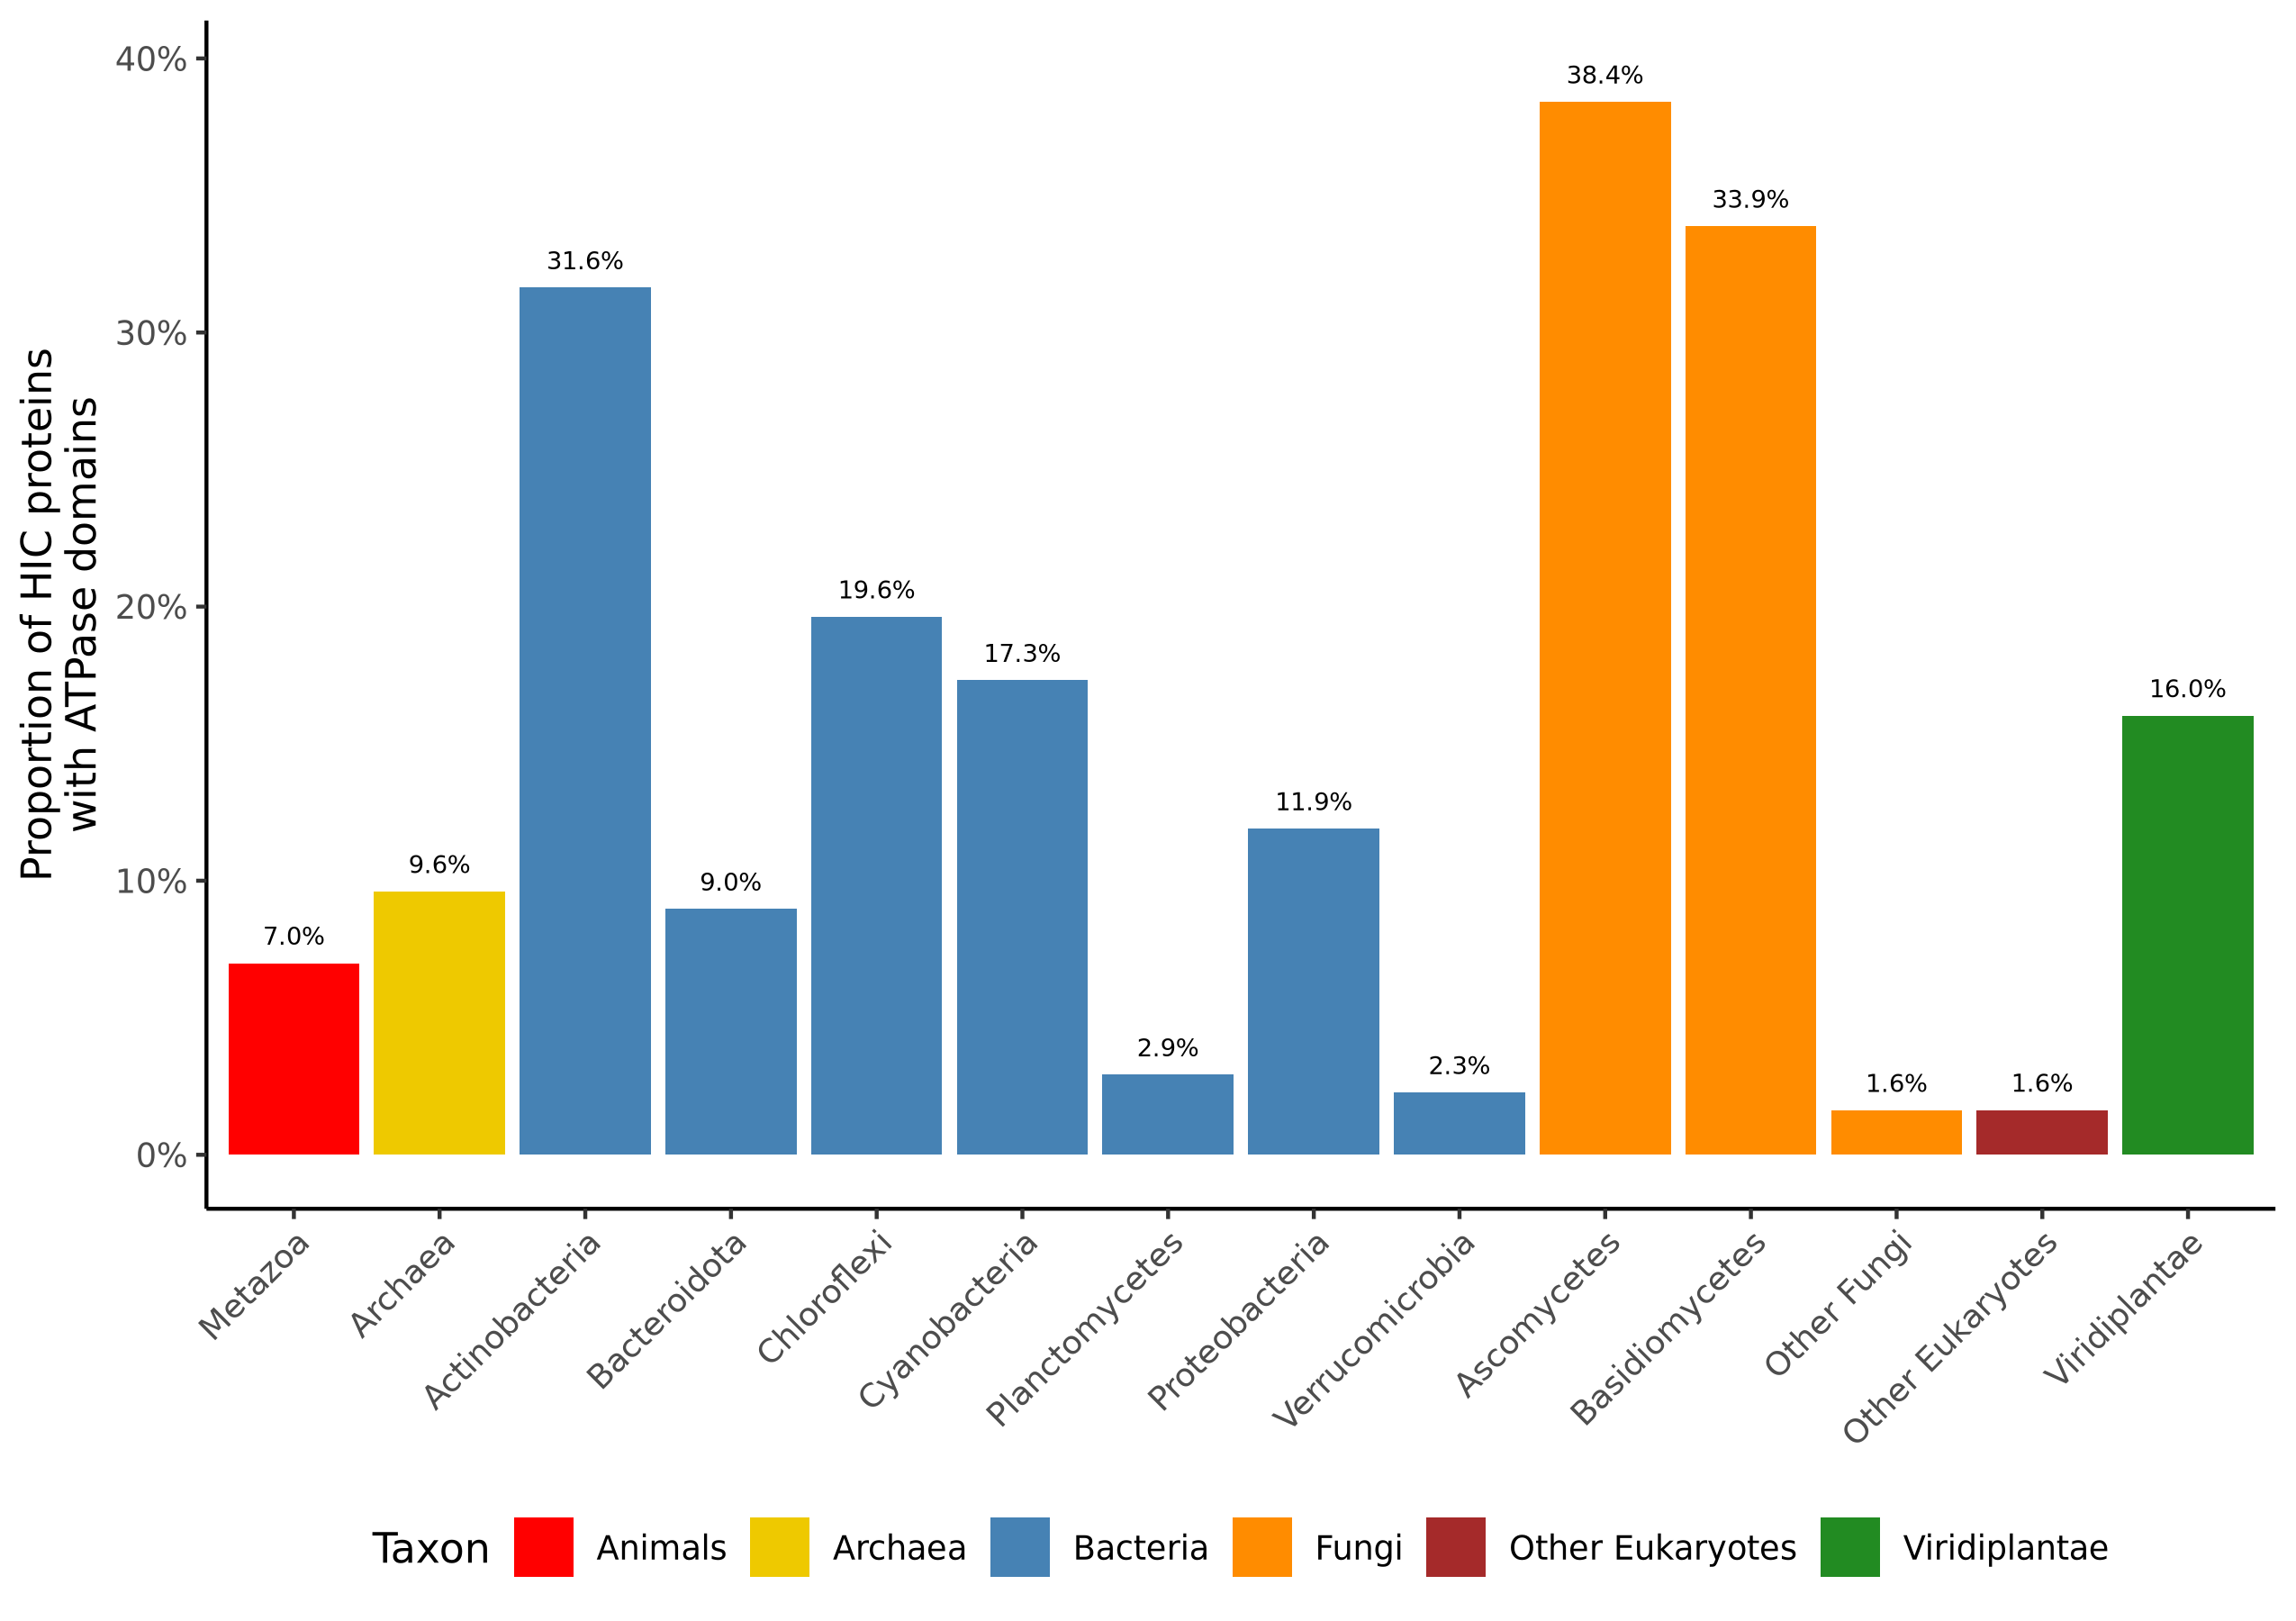 Proportion of HIC proteins
with ATPase domains
40%
30%
20%
10%
0%
7.0%
9.6%
31.6%
9.0%
19.6%
17.3%
2.9%
11.9%
2.3%
38.4%
33.9%
1.6%
1.6%
16.0%
Metazoa
Archaea
Actinobacteria
Bacteroidota
Chloroflexi
Cyanobacteria
Planctomycetes
Proteobacteria
Verrucomicrobia
Ascomycetes
Basidiomycetes
Other Fungi
Other Eukaryotes
Viridiplantae
Taxon Animals Archaea Bacteria Fungi Other Eukaryotes Viridiplantae